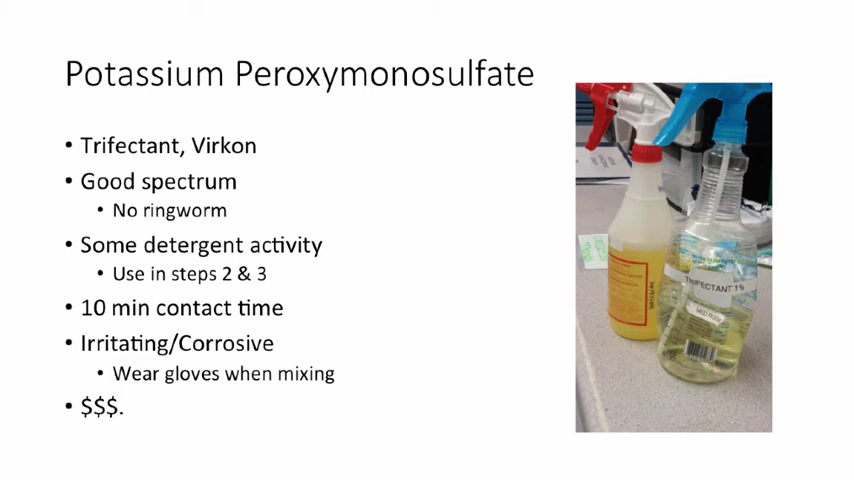 Potassium Peroxymonosulfate
• Trifectant, Virkon
• Good spectrum
• No ringworm
• Some detergent activity
• Use in steps 2 & 3
• 10 min contact time
• Irritating/Corrosive
• Wear gloves when mixing
• $$$.
TRIFECTANT 1%